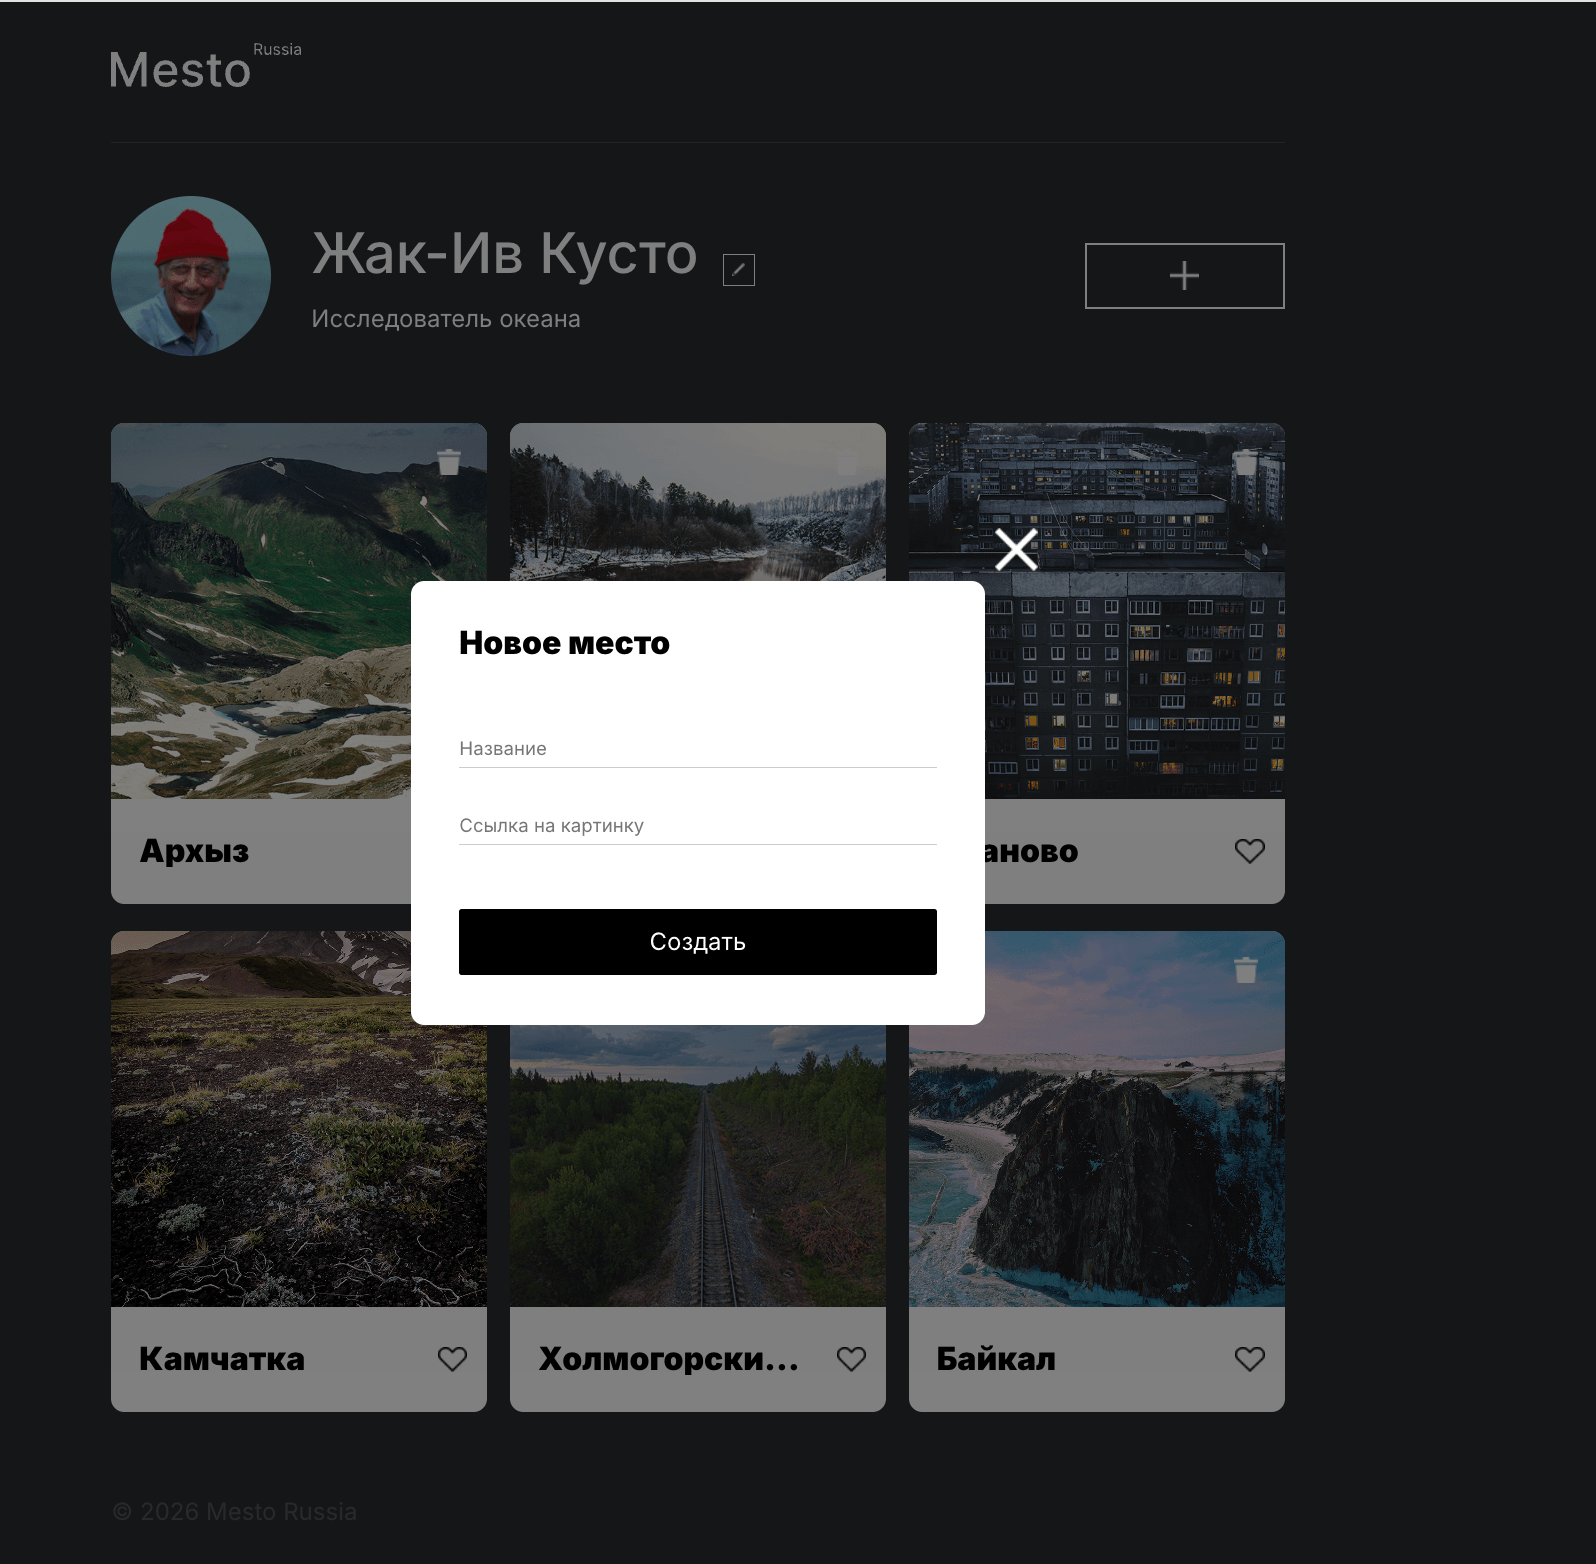 Mesto Russia
Жак-Ив Кусто
Исследователь океана
Новое место
Название
Ссылка на картинку
Создать
Архыз
аново
Камчатка
Холмогорски...
Байкал
© 2026 Mesto Russia